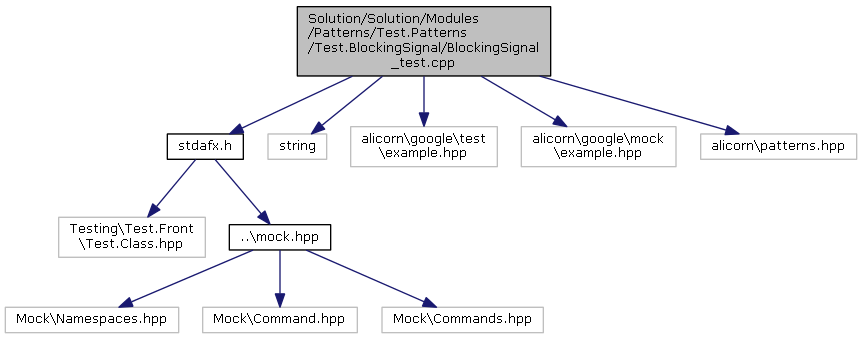 Solution/Solution/Modules
/Patterns/Test.Patterns
/Test.BlockingSignal/BlockingSignal
_test.cpp
stdafx.h
string
alicorn\google\test
\example.hpp
alicorn\google\mock
\example.hpp
alicorn\patterns.hpp
Testing\Test.Front
\Test.Class.hpp
..\mock.hpp
Mock\Namespaces.hpp
Mock\Command.hpp
Mock\Commands.hpp